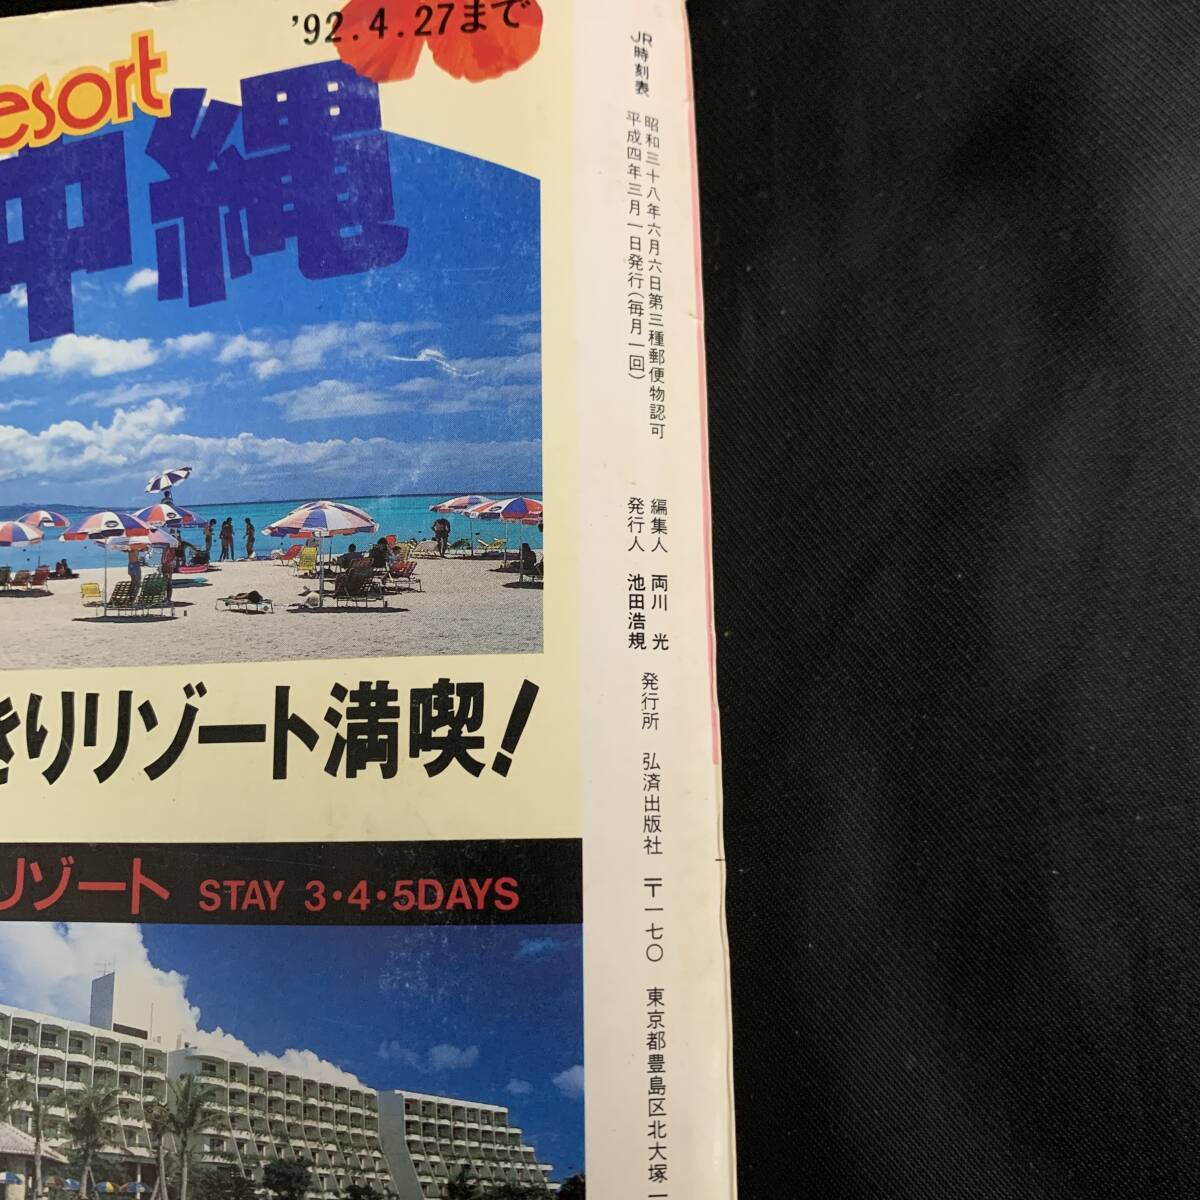 '92.4.27まで
esort
沖縄
きりリゾート満喫!
リゾート STAY 3・4・5DAYS
JR時刻表
昭和三十八年六月六日第三種郵便物認可
平成四年三月一日発行(毎月一回)
編集人 両川 光
発行人 池田浩規
発行所 弘済出版社 〒一七〇 東京都豊島区北大塚一